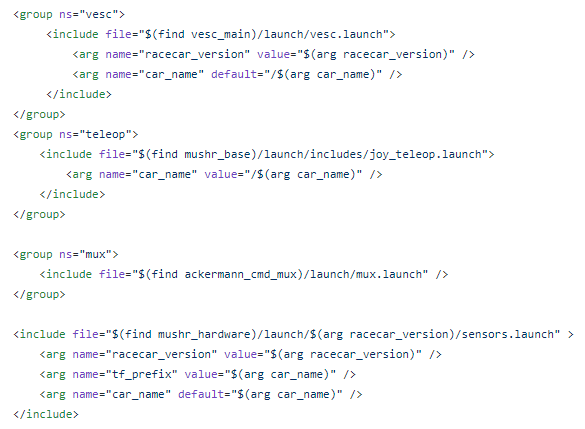 <group ns="vesc">
<include file="$(find vesc_main)/launch/vesc.launch">
<arg name="racecar_version" value="$(arg racecar_version)" />
<arg name="car_name" default="/$(arg car_name)" />
</include>
</group>
<group ns="teleop">
<include file="$(find mushr_base)/launch/includes/joy_teleop.launch">
<arg name="car_name" value="/$(arg car_name)" />
</include>
</group>
<group ns="mux">
<include file="$(find ackermann_cmd_mux)/launch/mux.launch" />
</group>
<include file="$(find mushr_hardware)/launch/$(arg racecar_version)/sensors.launch" >
<arg name="racecar_version" value="$(arg racecar_version)" />
<arg name="tf_prefix" value="$(arg car_name)" />
<arg name="car_name" default="$(arg car_name)" />
</include>